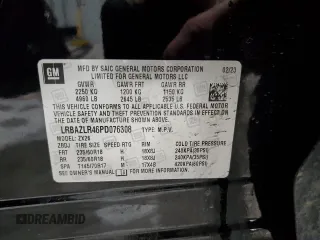 GM
MFD BY SAIC GENERAL MOTORS CORPORATION
LIMITED FOR GENERAL MOTORS LLC
02/23
GVWR GAWR FRT GAWR RR
2250 KG 1200 KG 1150 KG
4960 LB 2645 LB 2535 LB
THIS VEHICLE CONFORMS TO ALL APPLICABLE U.S. FEDERAL MOTOR VEHICLE SAFETY, BUMPER, AND THEFT PREVENTION STANDARDS IN EFFECT ON THE DATE OF MANUFACTURE SHOWN ABOVE.
LRBAZLR46PD076308 TYPE: M.P.V.
MODEL: ZV26
TIRE SIZE SPEED RTG RIM COLD TIRE PRESSURE
FRT 235/60R18 H 18X8J 240KPA(35PSI)
RR 235/60R18 H 18X8J 240KPA(35PSI)
SPA T145/70R17 M 17X4B 420KPA(60PSI)
SEE OWNER'S MANUAL FOR ADDITIONAL INFORMATION
AUTOBIDMASTER